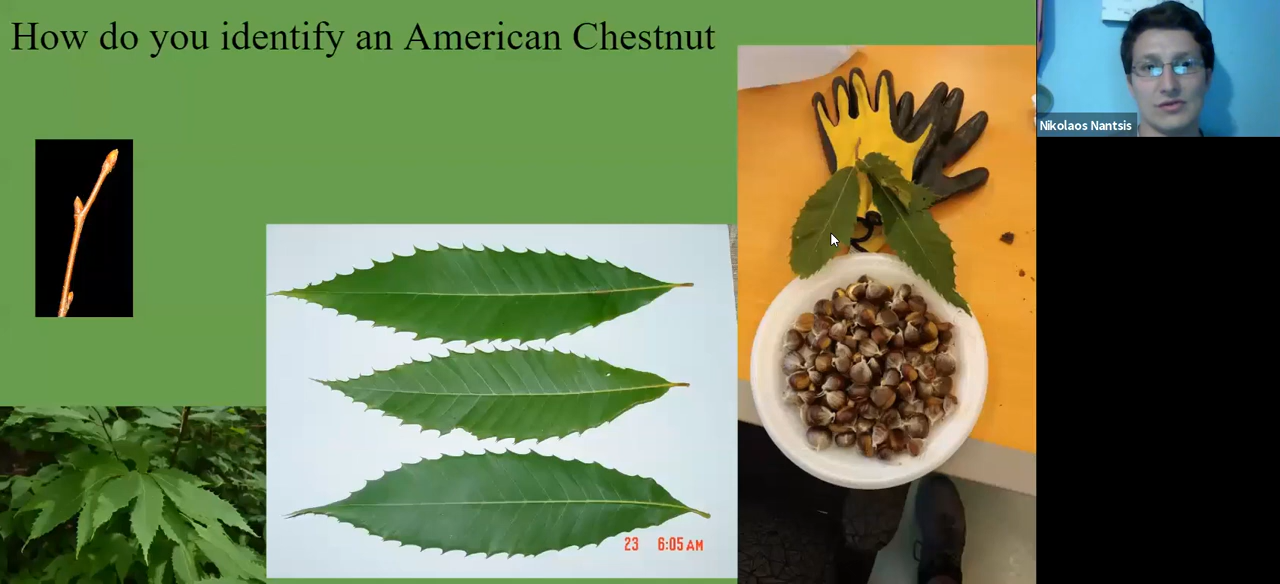 How do you identify an American Chestnut
Nikolaos Nantsis
23 6:05 AM